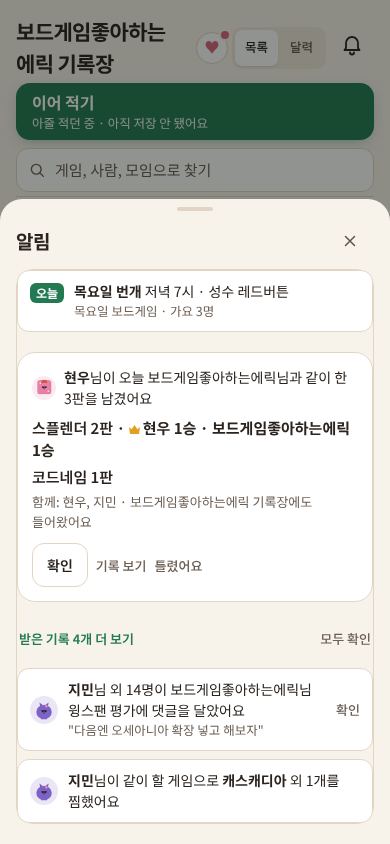 보드게임좋아하는
에릭 기록장
목록
달력
이어 적기
아줄 적던 중 · 아직 저장 안 됐어요
게임, 사람, 모임으로 찾기
알림
오늘
목요일 번개 저녁 7시 · 성수 레드버튼
목요일 보드게임 · 가요 3명
현우님이 오늘 보드게임좋아하는에릭님과 같이 한
3판을 남겼어요
스플렌더 2판 · 현우 1승 · 보드게임좋아하는에릭
1승
코드네임 1판
함께: 현우, 지민 · 보드게임좋아하는에릭 기록장에도
들어왔어요
확인
기록 보기
틀렸어요
받은 기록 4개 더 보기
모두 확인
지민님 외 14명이 보드게임좋아하는에릭님
윙스팬 평가에 댓글을 달았어요
"다음엔 오세아니아 확장 넣고 해보자"
확인
지민님이 같이 할 게임으로 캐스캐디아 외 1개를
찜했어요